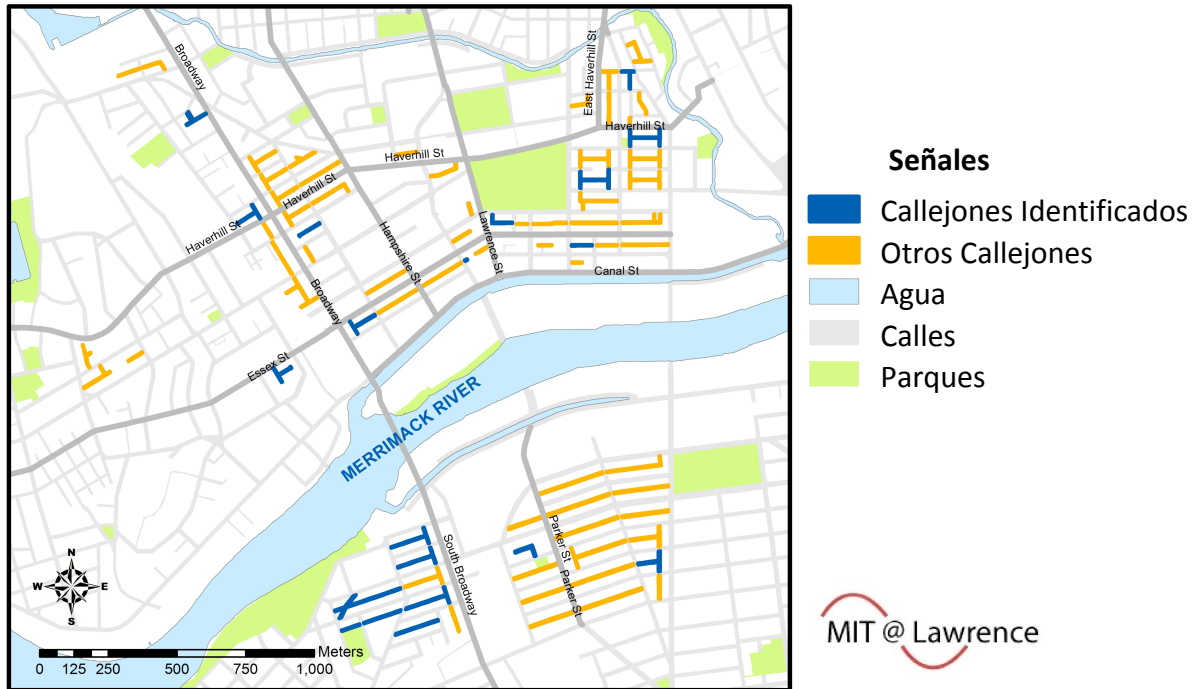 Broadway
East Haverhill St
Haverhill St
Haverhill St
Haverhill St
Haverhill St
Hampshire St
Lawrence St
Canal St
Broadway
Essex St
MERRIMACK RIVER
Parker St
Parker St
South Broadway
N
W
E
S
0 125 250 500 750 1,000
Meters
Señales
Callejones Identificados
Otros Callejones
Agua
Calles
Parques
MIT @ Lawrence